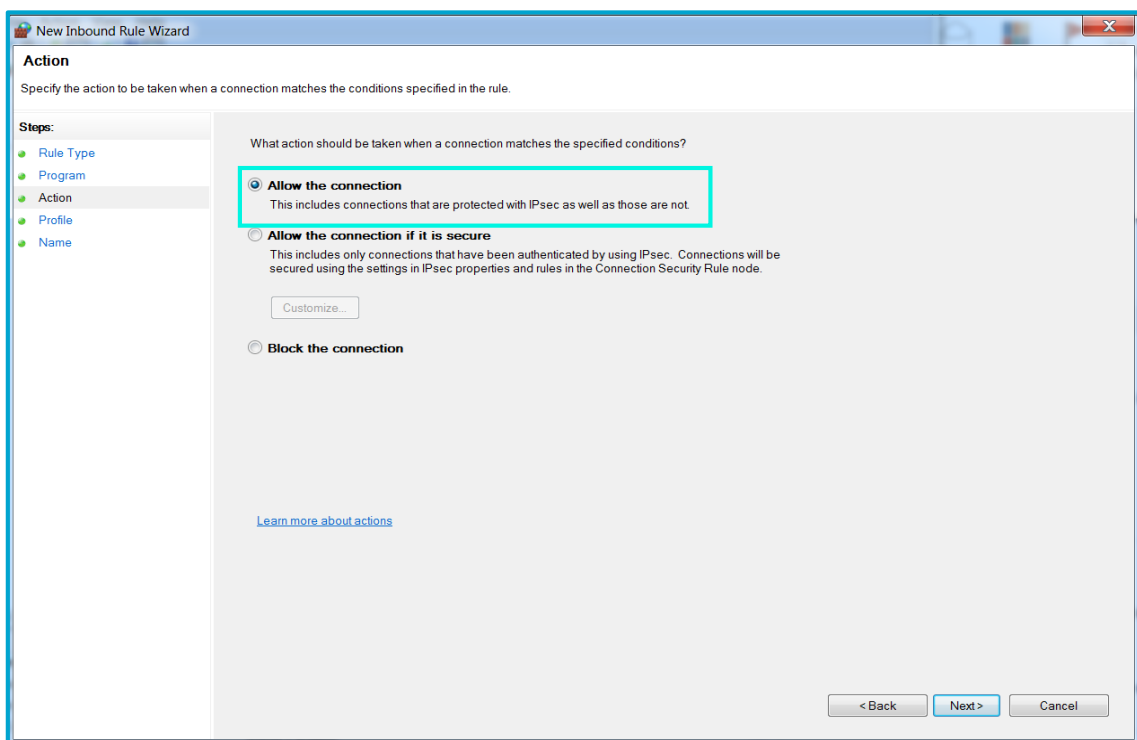 New Inbound Rule Wizard
Action
Specify the action to be taken when a connection matches the conditions specified in the rule.
Steps:
Rule Type
Program
Action
Profile
Name
What action should be taken when a connection matches the specified conditions?
Allow the connection
This includes connections that are protected with IPsec as well as those are not.
Allow the connection if it is secure
This includes only connections that have been authenticated by using IPsec. Connections will be
secured using the settings in IPsec properties and rules in the Connection Security Rule node.
Customize...
Block the connection
Learn more about actions
< Back
Next >
Cancel